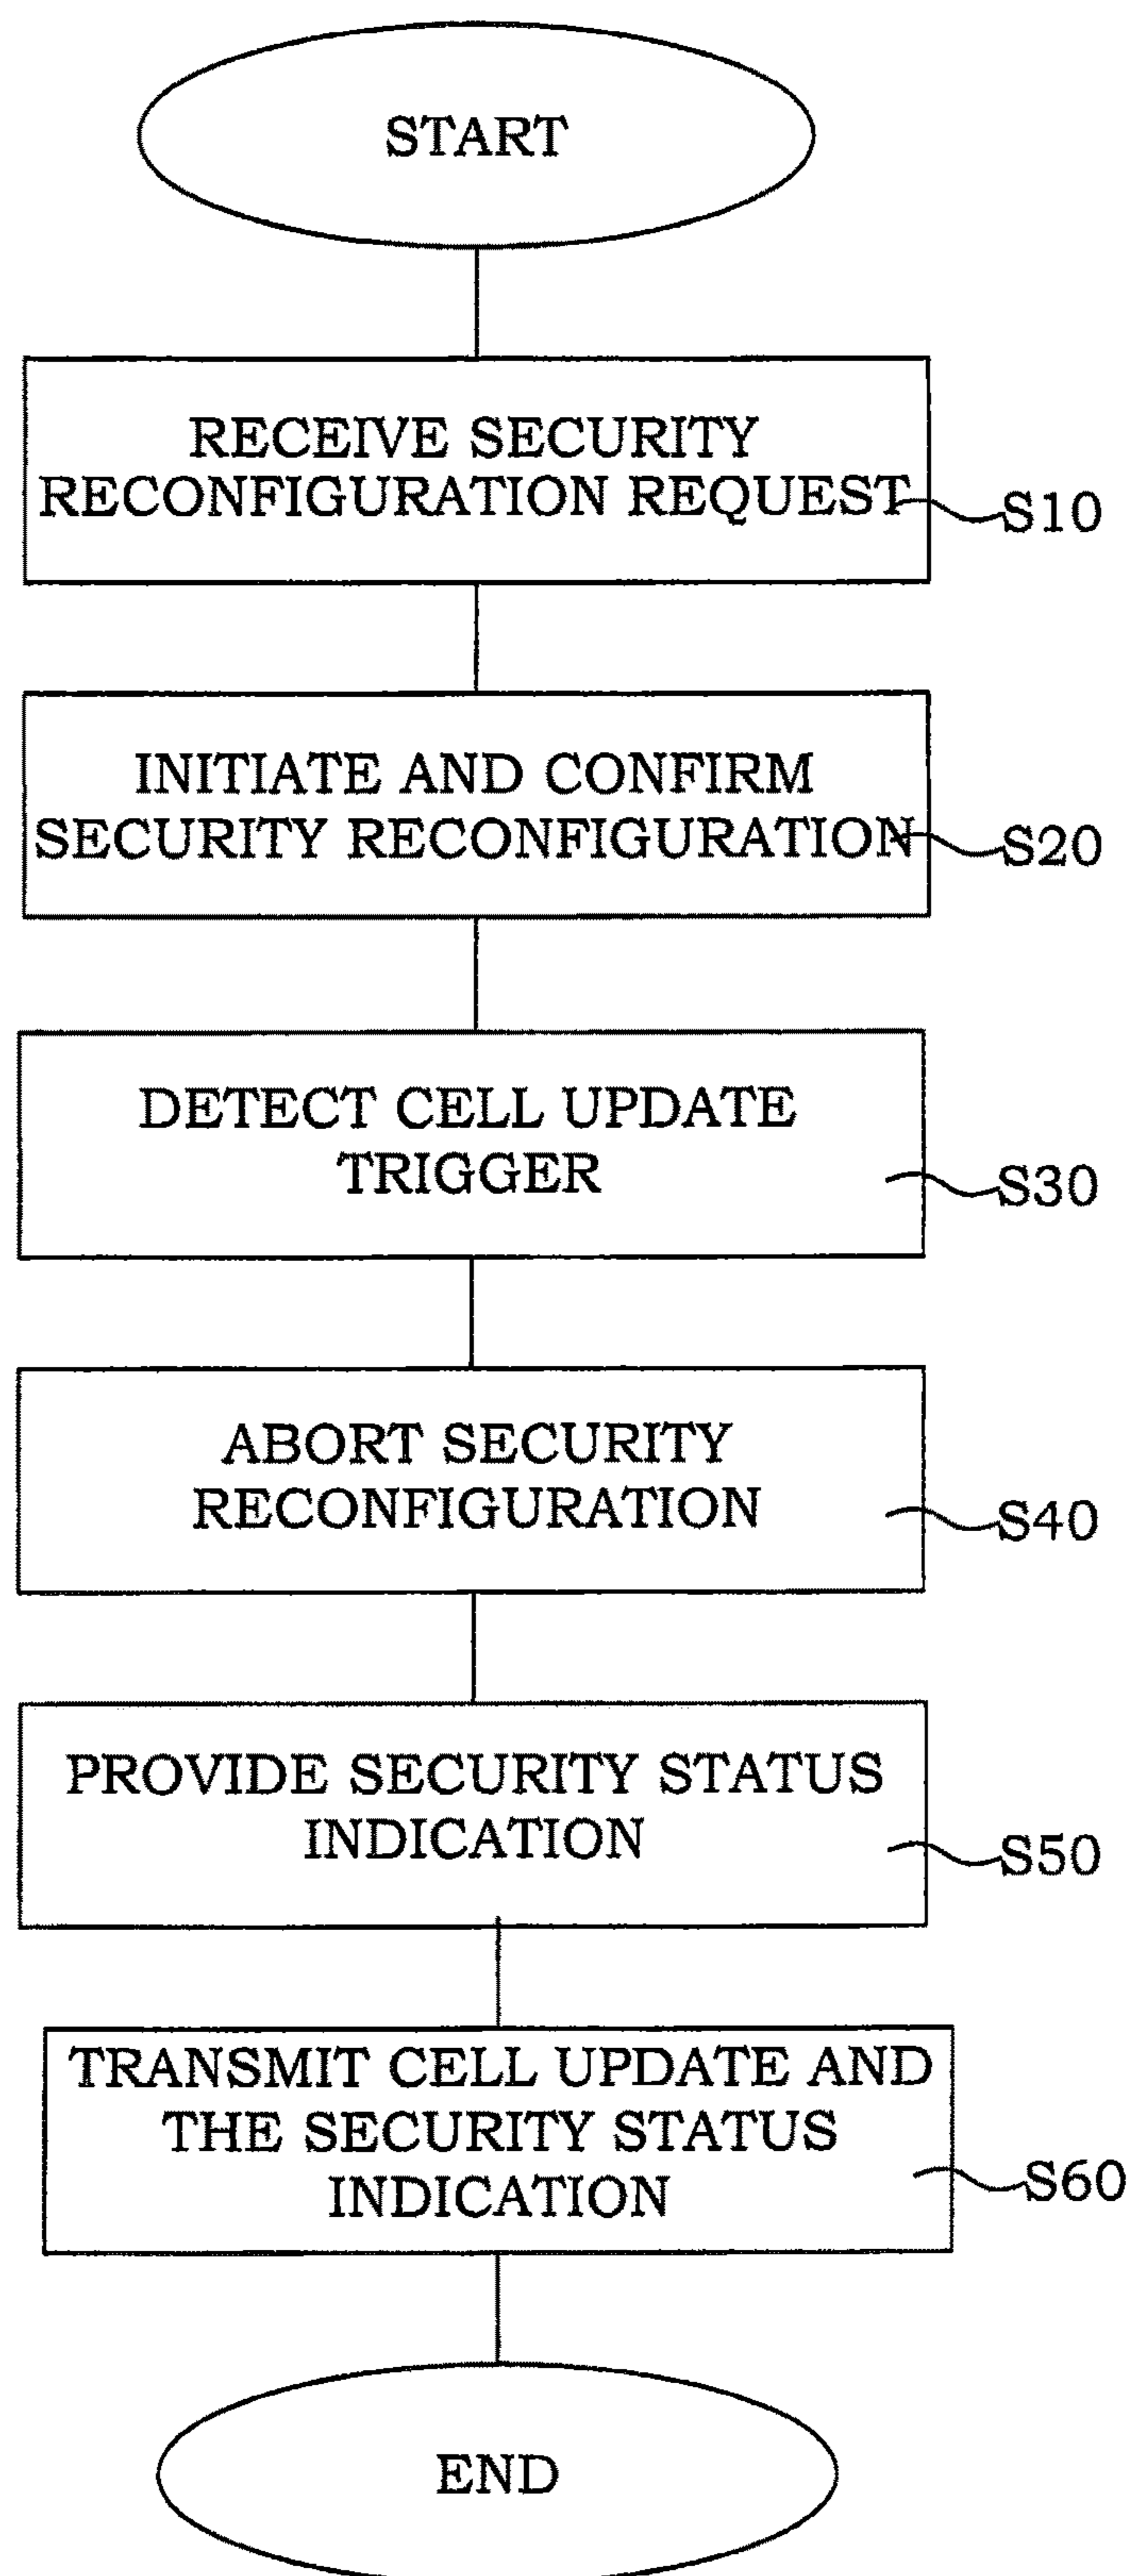 START
RECEIVE SECURITY
RECONFIGURATION REQUEST
S10
INITIATE AND CONFIRM
SECURITY RECONFIGURATION
S20
DETECT CELL UPDATE
TRIGGER
S30
ABORT SECURITY
RECONFIGURATION
S40
PROVIDE SECURITY STATUS
INDICATION
S50
TRANSMIT CELL UPDATE AND
THE SECURITY STATUS
INDICATION
S60
END